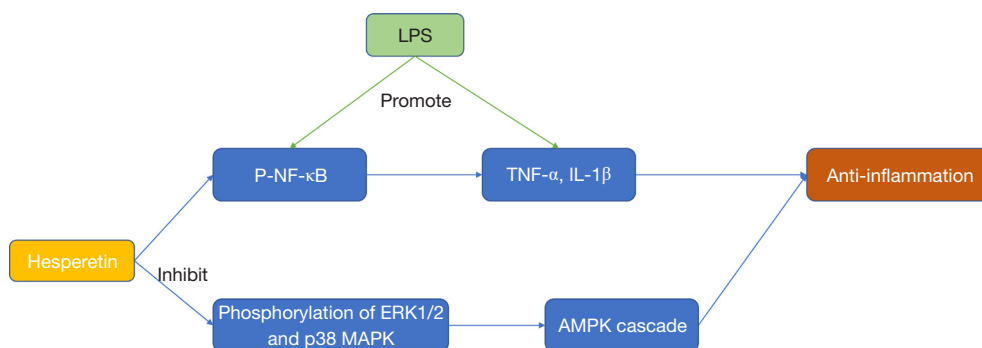 LPS
Promote
P-NF-κB
TNF-α, IL-1β
Anti-inflammation
Hesperetin
Inhibit
Phosphorylation of ERK1/2
and p38 MAPK
AMPK cascade